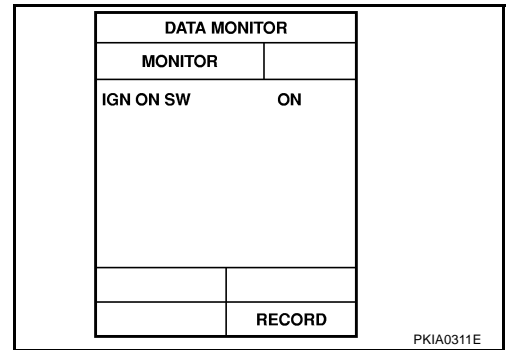 DATA MONITOR
MONITOR
IGN ON SW ON
RECORD
PKIA0311E